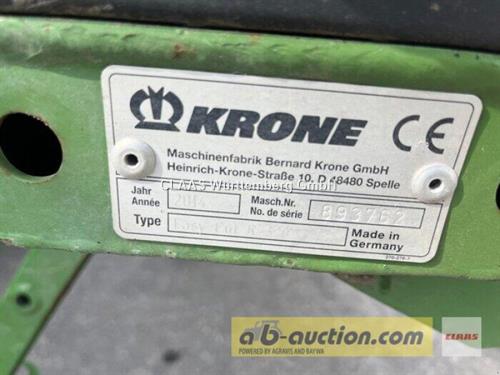 KRONE CE
Maschinenfabrik Bernard Krone GmbH
Heinrich-Krone-Straße 10, D 48480 Spelle
CLAAS Württemberg GmbH
Jahr
Année
2014
Masch.Nr.
No. de série
893762
Type
Made in
Germany
ab-auction.com
POWERED BY AGRAVIS AND BAYWA
CLAAS